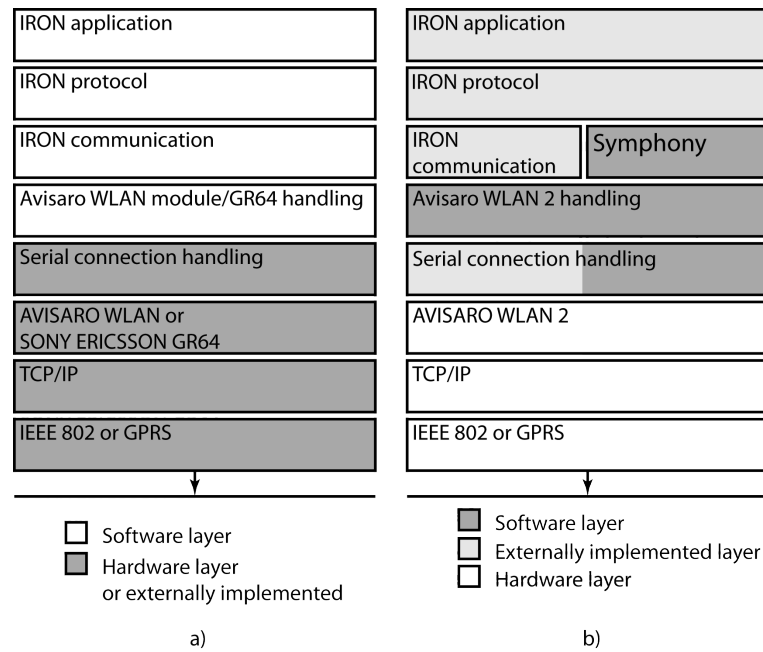 IRON application
IRON protocol
IRON communication
Avisaro WLAN module/GR64 handling
Serial connection handling
AVISARO WLAN or
SONY ERICSSON GR64
TCP/IP
IEEE 802 or GPRS
Software layer
Hardware layer
or externally implemented
a)
IRON application
IRON protocol
IRON
communication
Symphony
Avisaro WLAN 2 handling
Serial connection handling
AVISARO WLAN 2
TCP/IP
IEEE 802 or GPRS
Software layer
Externally implemented layer
Hardware layer
b)